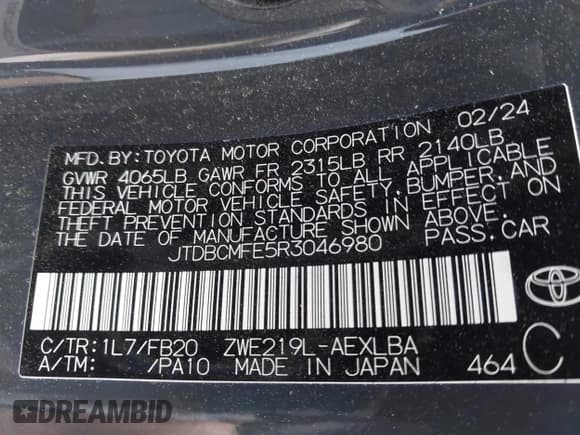 MFD.BY:TOYOTA MOTOR CORPORATION 02/24
GVWR 4065LB GAWR FR 2315LB RR 2140LB
THIS VEHICLE CONFORMS TO ALL APPLICABLE
FEDERAL MOTOR VEHICLE SAFETY,BUMPER,AND
THEFT PREVENTION STANDARDS IN EFFECT ON
THE DATE OF MANUFACTURE SHOWN ABOVE.
JTDBCMFE5R3046980 PASS.CAR
C/TR:1L7/FB20 ZWE219L-AEXLBA
A/TM: /PA10 MADE IN JAPAN 464 C
DREAMBID